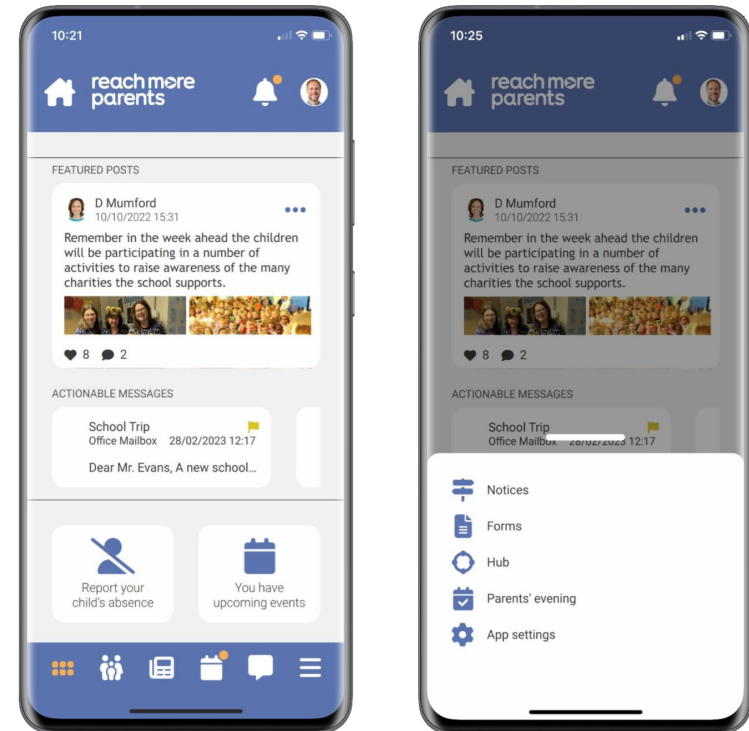 10:21
reach more
parents
FEATURED POSTS
D Mumford
10/10/2022 15:31
Remember in the week ahead the children
will be participating in a number of
activities to raise awareness of the many
charities the school supports.
8 2
ACTIONABLE MESSAGES
School Trip
Office Mailbox 28/02/2023 12:17
Dear Mr. Evans, A new school...
Report your
child's absence
You have
upcoming events
10:25
reach more
parents
FEATURED POSTS
D Mumford
10/10/2022 15:31
Remember in the week ahead the children
will be participating in a number of
activities to raise awareness of the many
charities the school supports.
8 2
ACTIONABLE MESSAGES
School Trip
Office Mailbox 28/02/2023 12:17
Notices
Forms
Hub
Parents' evening
App settings